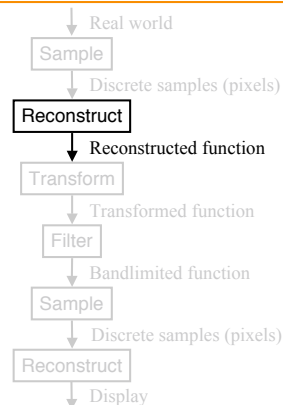 Real world
Sample
Discrete samples (pixels)
Reconstruct
Reconstructed function
Transform
Transformed function
Filter
Bandlimited function
Sample
Discrete samples (pixels)
Reconstruct
Display